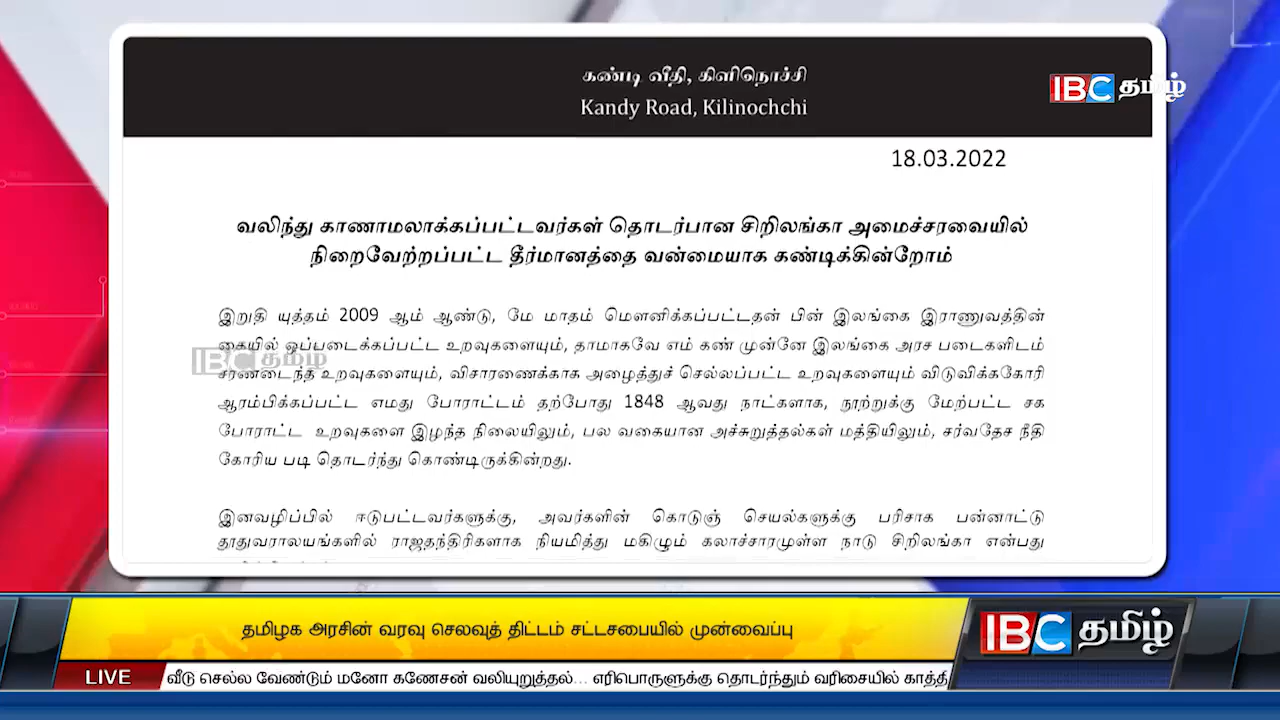 கண்டி வீதி, கிளிநொச்சி
Kandy Road, Kilinochchi
IBC தமிழ்
18.03.2022
வலிந்து காணாமலாக்கப்பட்டவர்கள் தொடர்பான சிறிலங்கா அமைச்சரவையில்
நிறைவேற்றப்பட்ட தீர்மானத்தை வன்மையாக கண்டிக்கின்றோம்
இறுதி யுத்தம் 2009 ஆம் ஆண்டு, மே மாதம் மௌனிக்கப்பட்டதன் பின் இலங்கை இராணுவத்தின்
கையில் ஒப்படைக்கப்பட்ட உறவுகளையும், தாமாகவே எம் கண் முன்னே இலங்கை அரச படைகளிடம்
IBC தமிழ்
சரணடைந்த உறவுகளையும், விசாரணைக்காக அழைத்துச் செல்லப்பட்ட உறவுகளையும் விடுவிக்ககோரி
ஆரம்பிக்கப்பட்ட எமது போராட்டம் தற்போது 1848 ஆவது நாட்களாக, நூற்றுக்கு மேற்பட்ட சக
போராட்ட உறவுகளை இழந்த நிலையிலும், பல வகையான அச்சுறுத்தல்கள் மத்தியிலும், சர்வதேச நீதி
கோரிய படி தொடர்ந்து கொண்டிருக்கின்றது.
இனவழிப்பில் ஈடுபட்டவர்களுக்கு, அவர்களின் கொடுஞ் செயல்களுக்கு பரிசாக பன்னாட்டு
தூதுவராலயங்களில் ராஜதந்திரிகளாக நியமித்து மகிழும் கலாச்சாரமுள்ள நாடு சிறிலங்கா என்பது
தமிழக அரசின் வரவு செலவுத் திட்டம் சட்டசபையில் முன்வைப்பு
IBC தமிழ்
LIVE
வீடு செல்ல வேண்டும் மனோ கணேசன் வலியுறுத்தல்... எரிபொருளுக்கு தொடர்ந்தும் வரிசையில் காத்தி